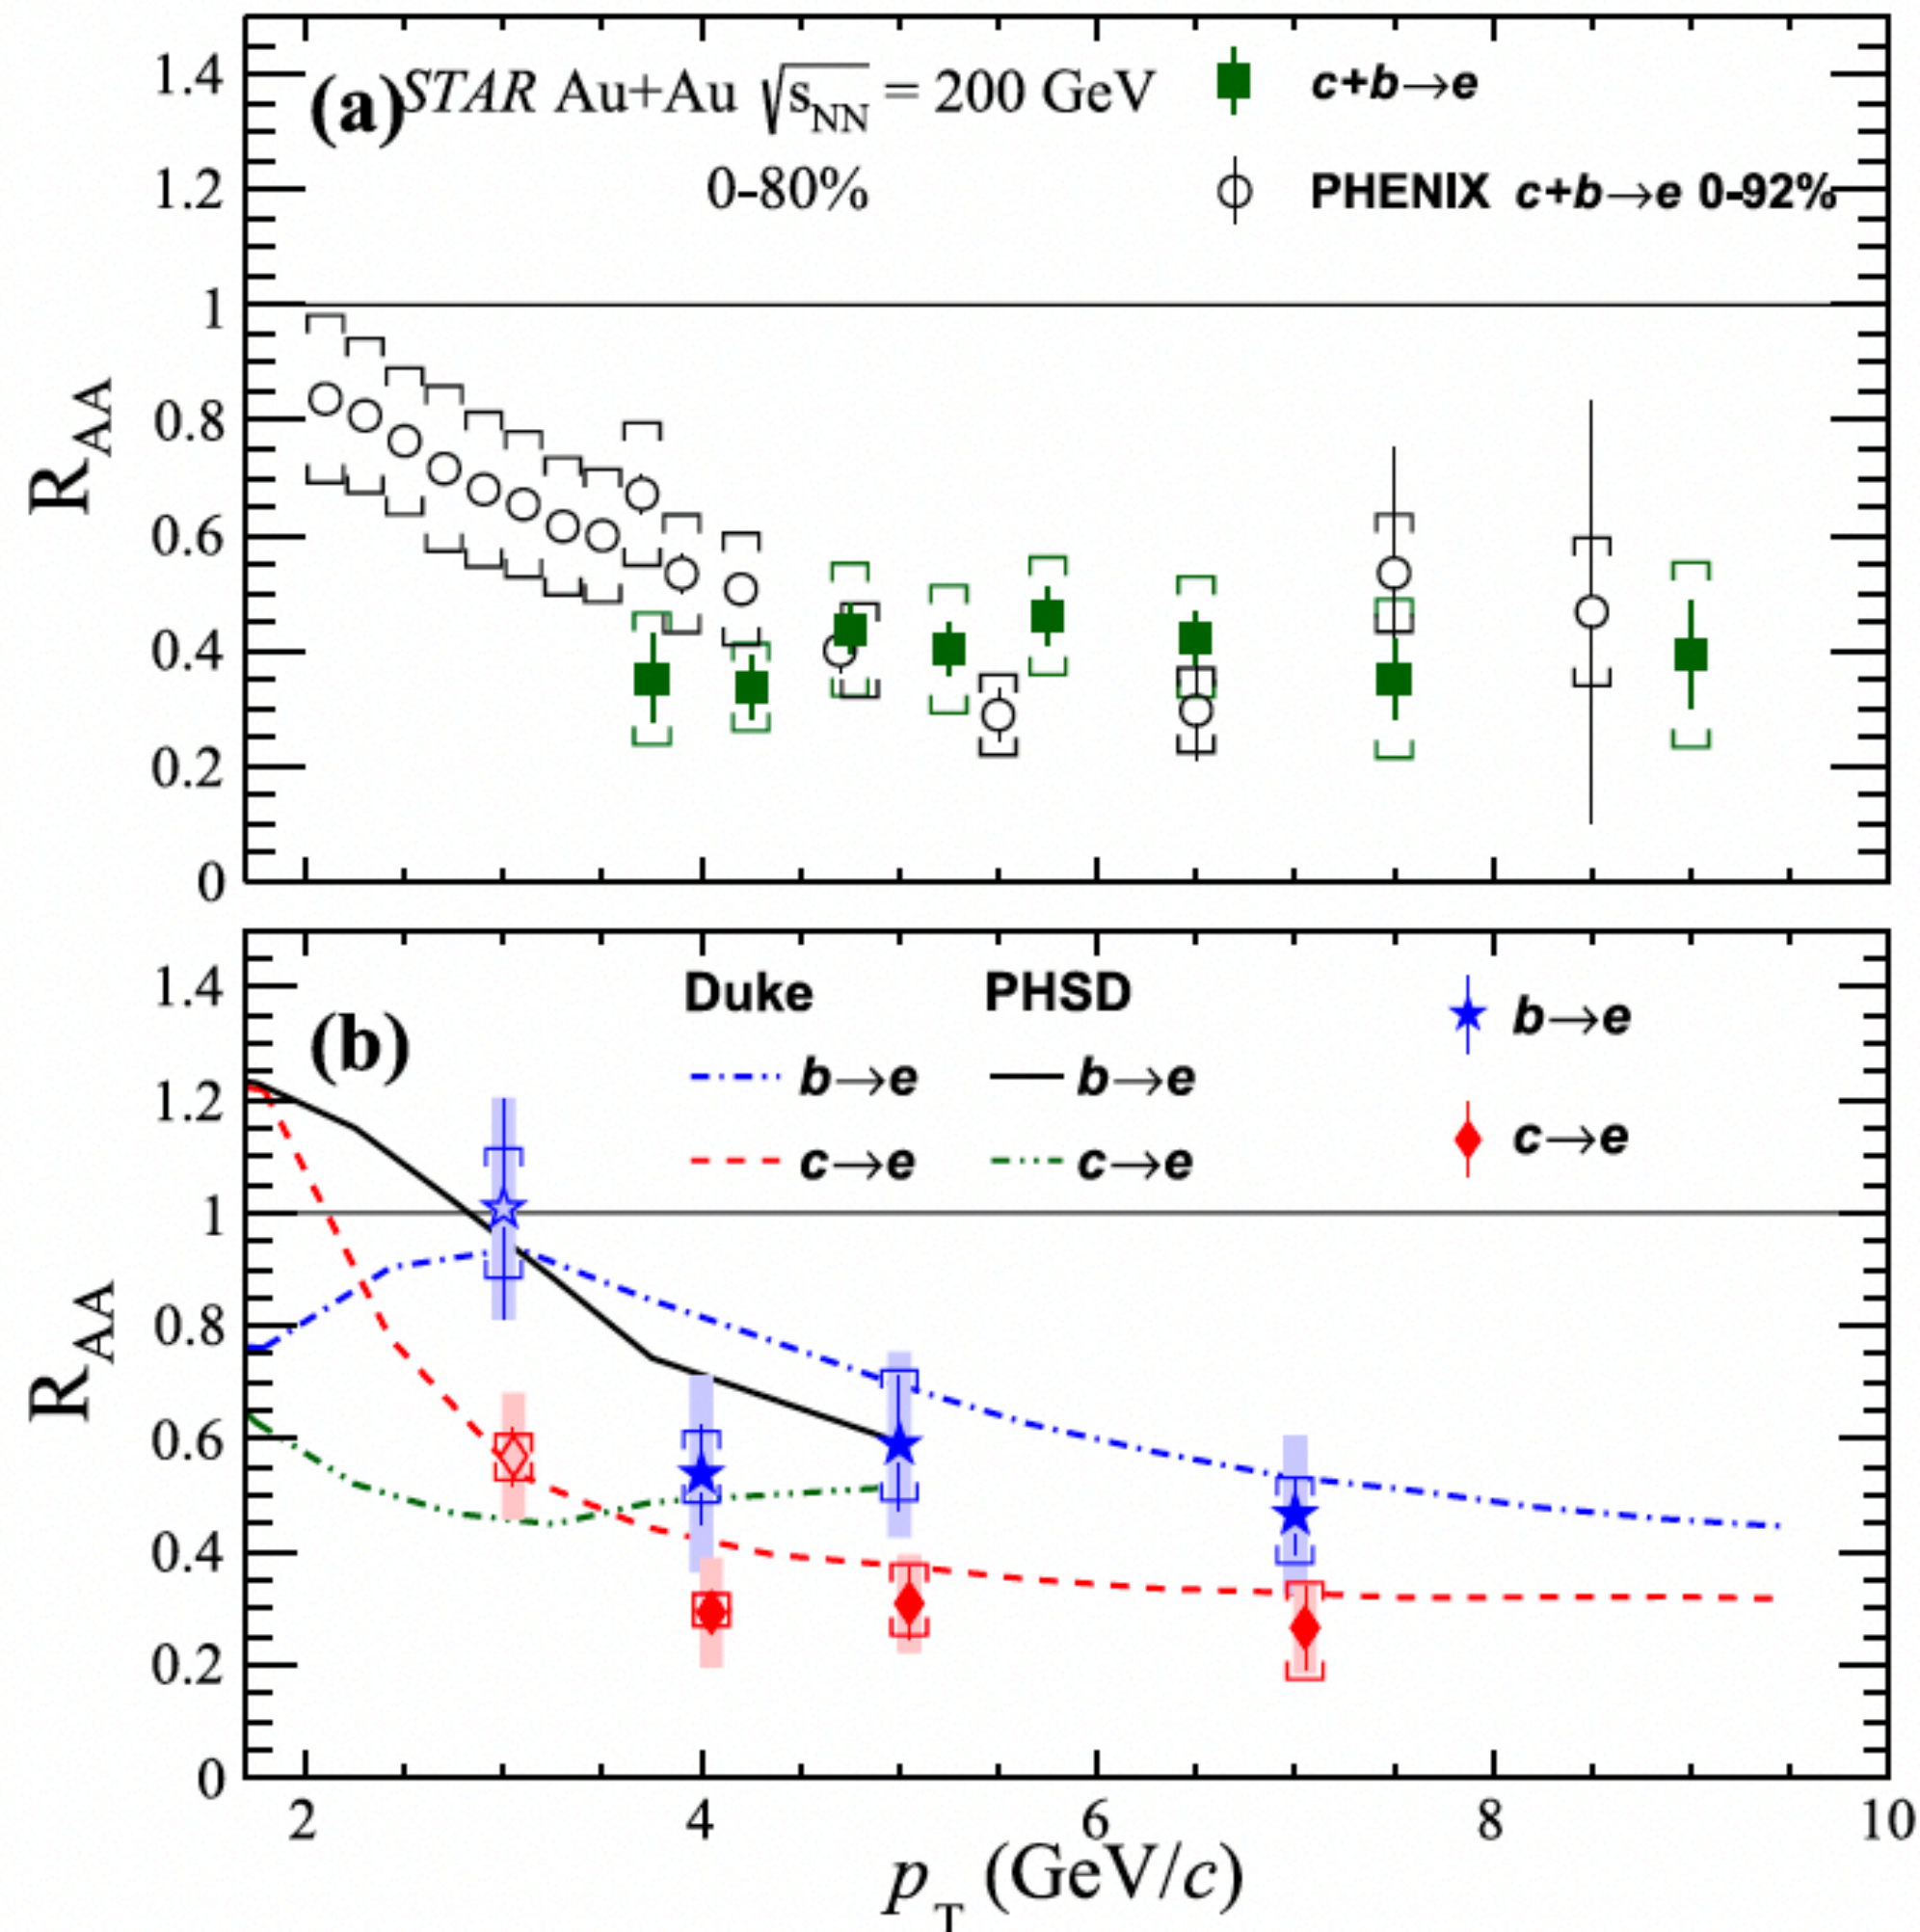 (a) STAR Au+Au √sNN = 200 GeV
0-80%
c+b→e
PHENIX c+b→e 0-92%
RAA
1.4
1.2
1
0.8
0.6
0.4
0.2
0
(b)
Duke PHSD
b→e b→e
c→e c→e
b→e
c→e
RAA
1.4
1.2
1
0.8
0.6
0.4
0.2
0
2 4 6 8 10
pT (GeV/c)